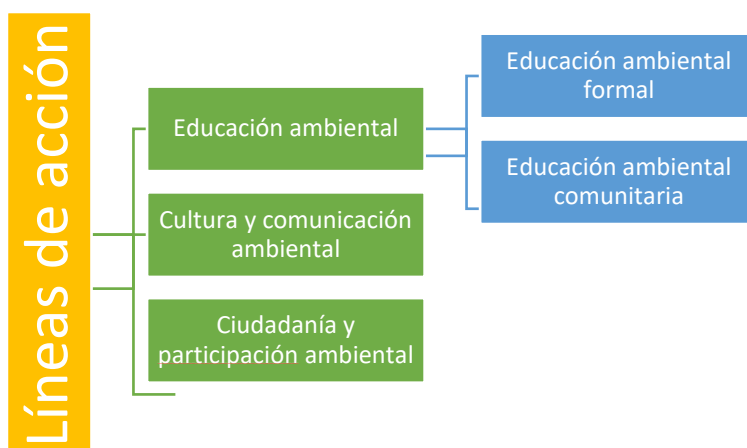 Líneas de acción
Educación ambiental
Cultura y comunicación
ambiental
Ciudadanía y
participación ambiental
Educación ambiental
formal
Educación ambiental
comunitaria